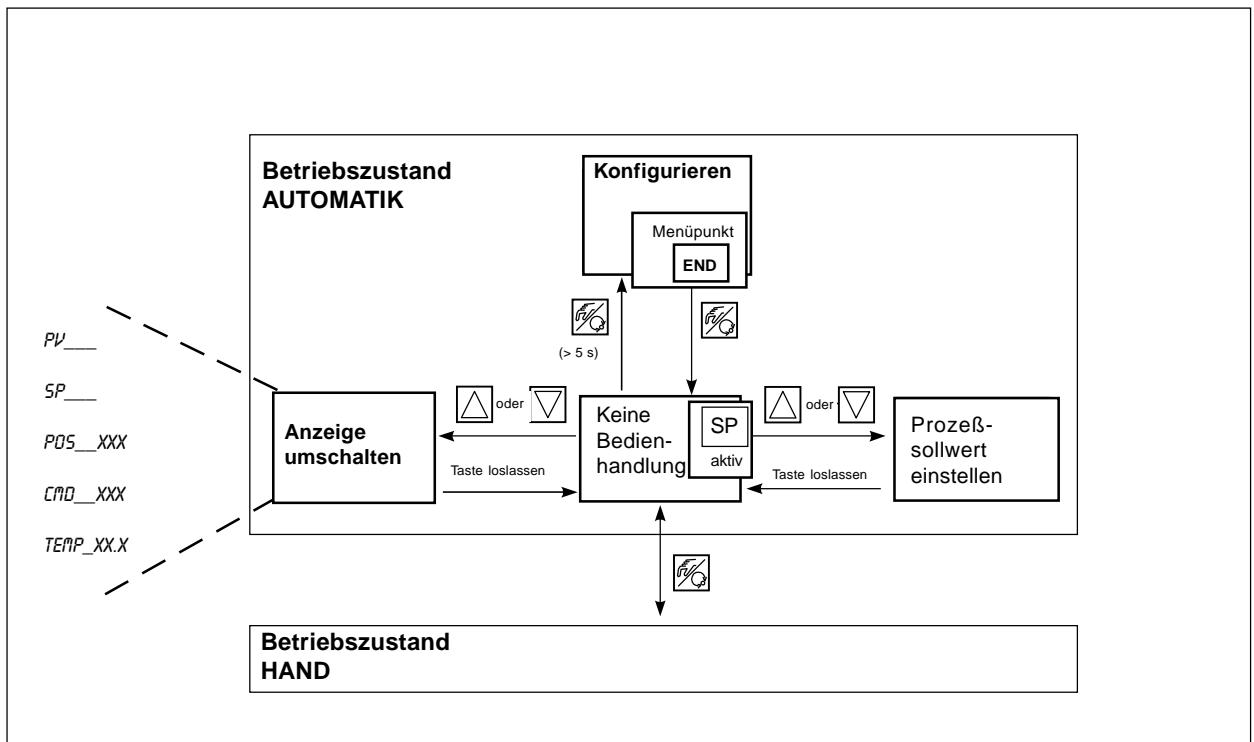 Betriebszustand
AUTOMATIK
Konfigurieren
Menüpunkt
END
(> 5 s)
PV___
SP___
POS__XXX
CMD__XXX
TEMP_XX.X
Anzeige
umschalten
oder
Taste loslassen
Keine
Bedien-
handlung
SP
aktiv
oder
Taste loslassen
Prozeß-
sollwert
einstellen
Betriebszustand
HAND